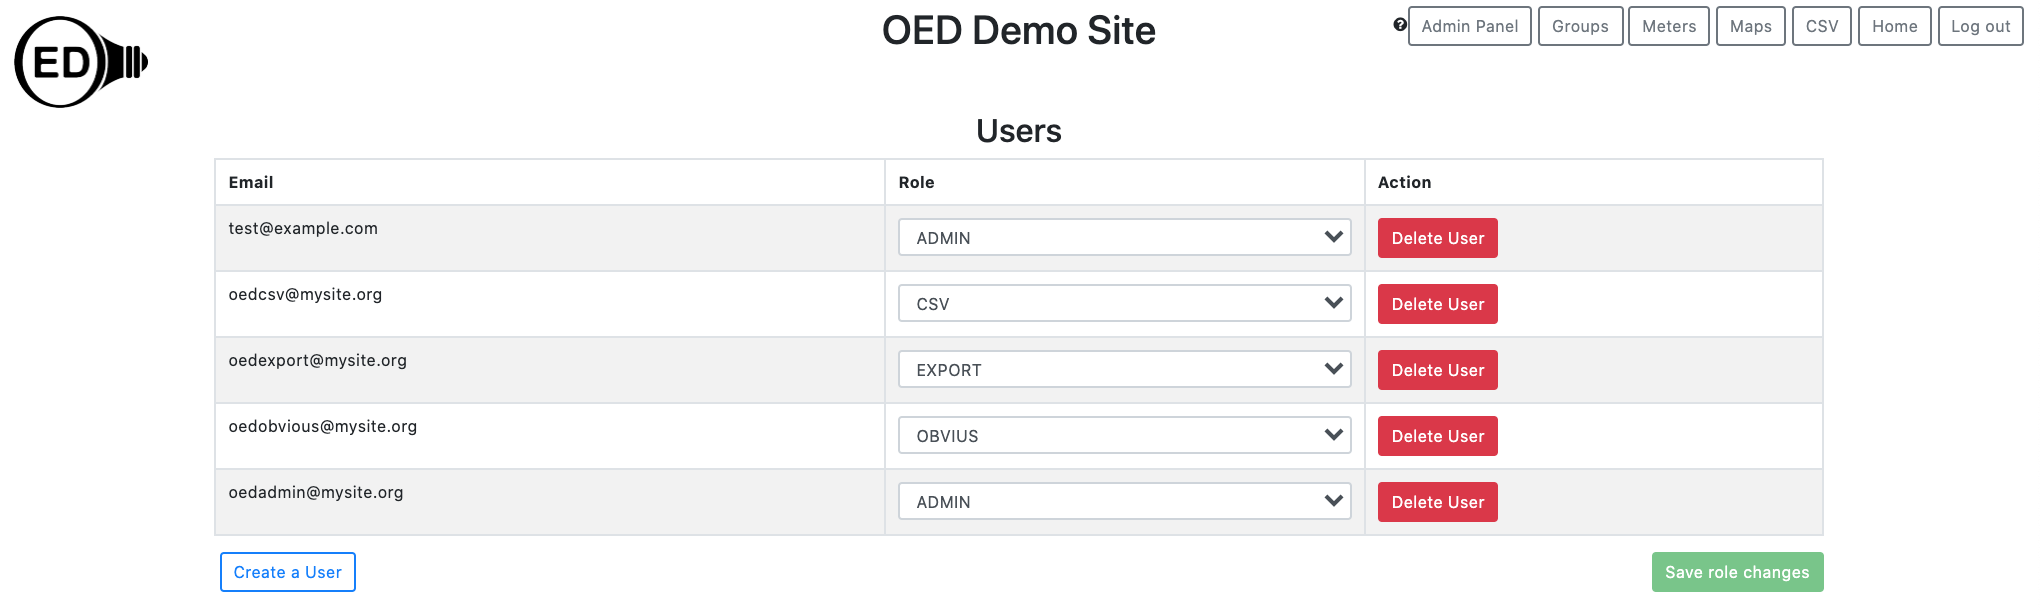 ED
OED Demo Site
? Admin Panel Groups Meters Maps CSV Home Log out
Users
Email Role Action
test@example.com ADMIN Delete User
oedcsv@mysite.org CSV Delete User
oedexport@mysite.org EXPORT Delete User
oedobvious@mysite.org OBVIUS Delete User
oedadmin@mysite.org ADMIN Delete User
Create a User Save role changes